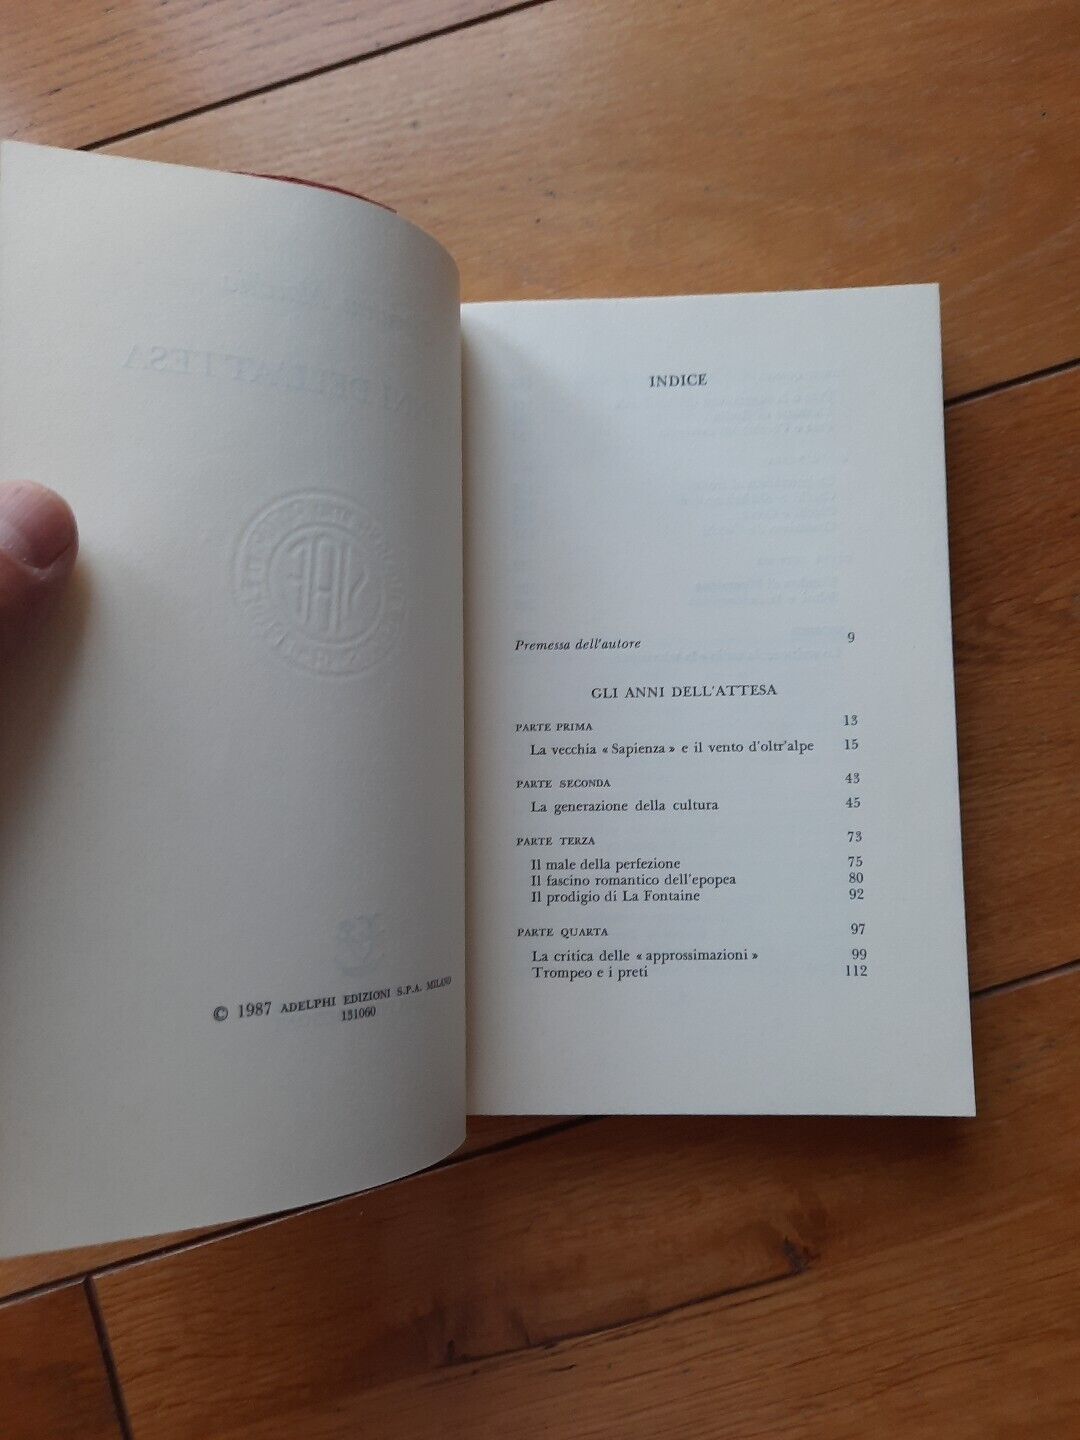 © 1987 ADELPHI EDIZIONI S.P.A. MILANO
131060
INDICE
Premessa dell'autore 9
GLI ANNI DELL'ATTESA
PARTE PRIMA 13
La vecchia « Sapienza » e il vento d'oltr'alpe 15
PARTE SECONDA 43
La generazione della cultura 45
PARTE TERZA 73
Il male della perfezione 75
Il fascino romantico dell'epopea 80
Il prodigio di La Fontaine 92
PARTE QUARTA 97
La critica delle « approssimazioni » 99
Trompeo e i preti 112